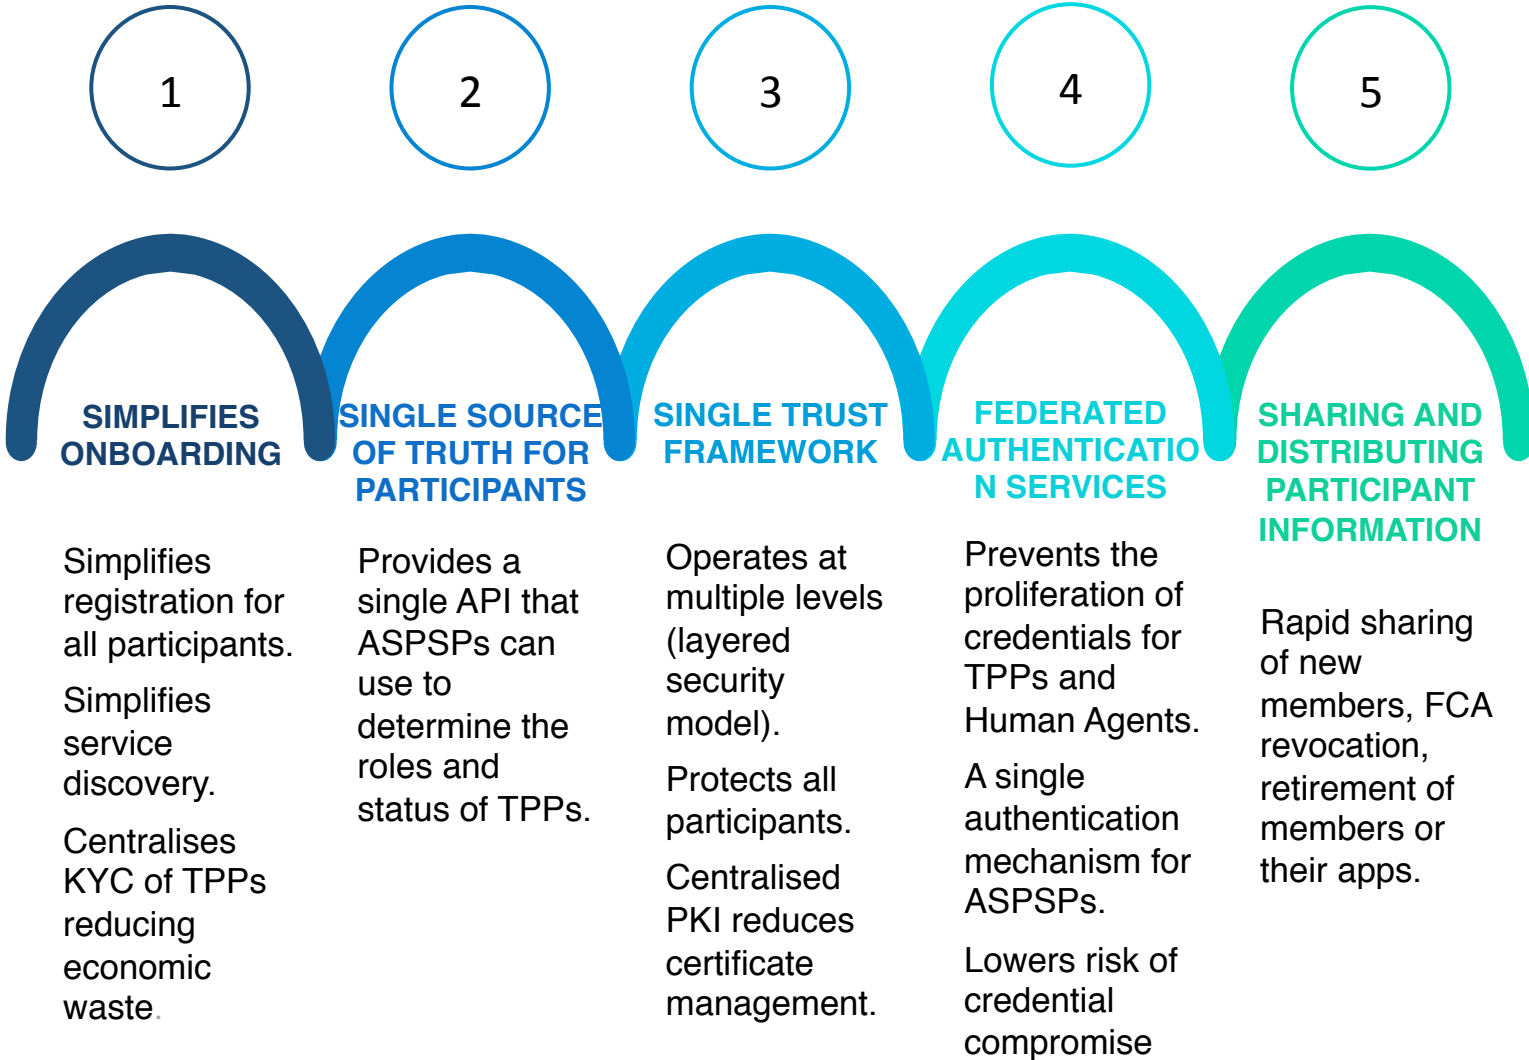 1
2
3
4
5
SIMPLIFIES
ONBOARDING
Simplifies
registration for
all participants.
Simplifies
service
discovery.
Centralises
KYC of TPPs
reducing
economic
waste.
SINGLE SOURCE
OF TRUTH FOR
PARTICIPANTS
Provides a
single API that
ASPSPs can
use to
determine the
roles and
status of TPPs.
SINGLE TRUST
FRAMEWORK
Operates at
multiple levels
(layered
security
model).
Protects all
participants.
Centralised
PKI reduces
certificate
management.
FEDERATED
AUTHENTICATIO
N SERVICES
Prevents the
proliferation of
credentials for
TPPs and
Human Agents.
A single
authentication
mechanism for
ASPSPs.
Lowers risk of
credential
compromise
SHARING AND
DISTRIBUTING
PARTICIPANT
INFORMATION
Rapid sharing
of new
members, FCA
revocation,
retirement of
members or
their apps.